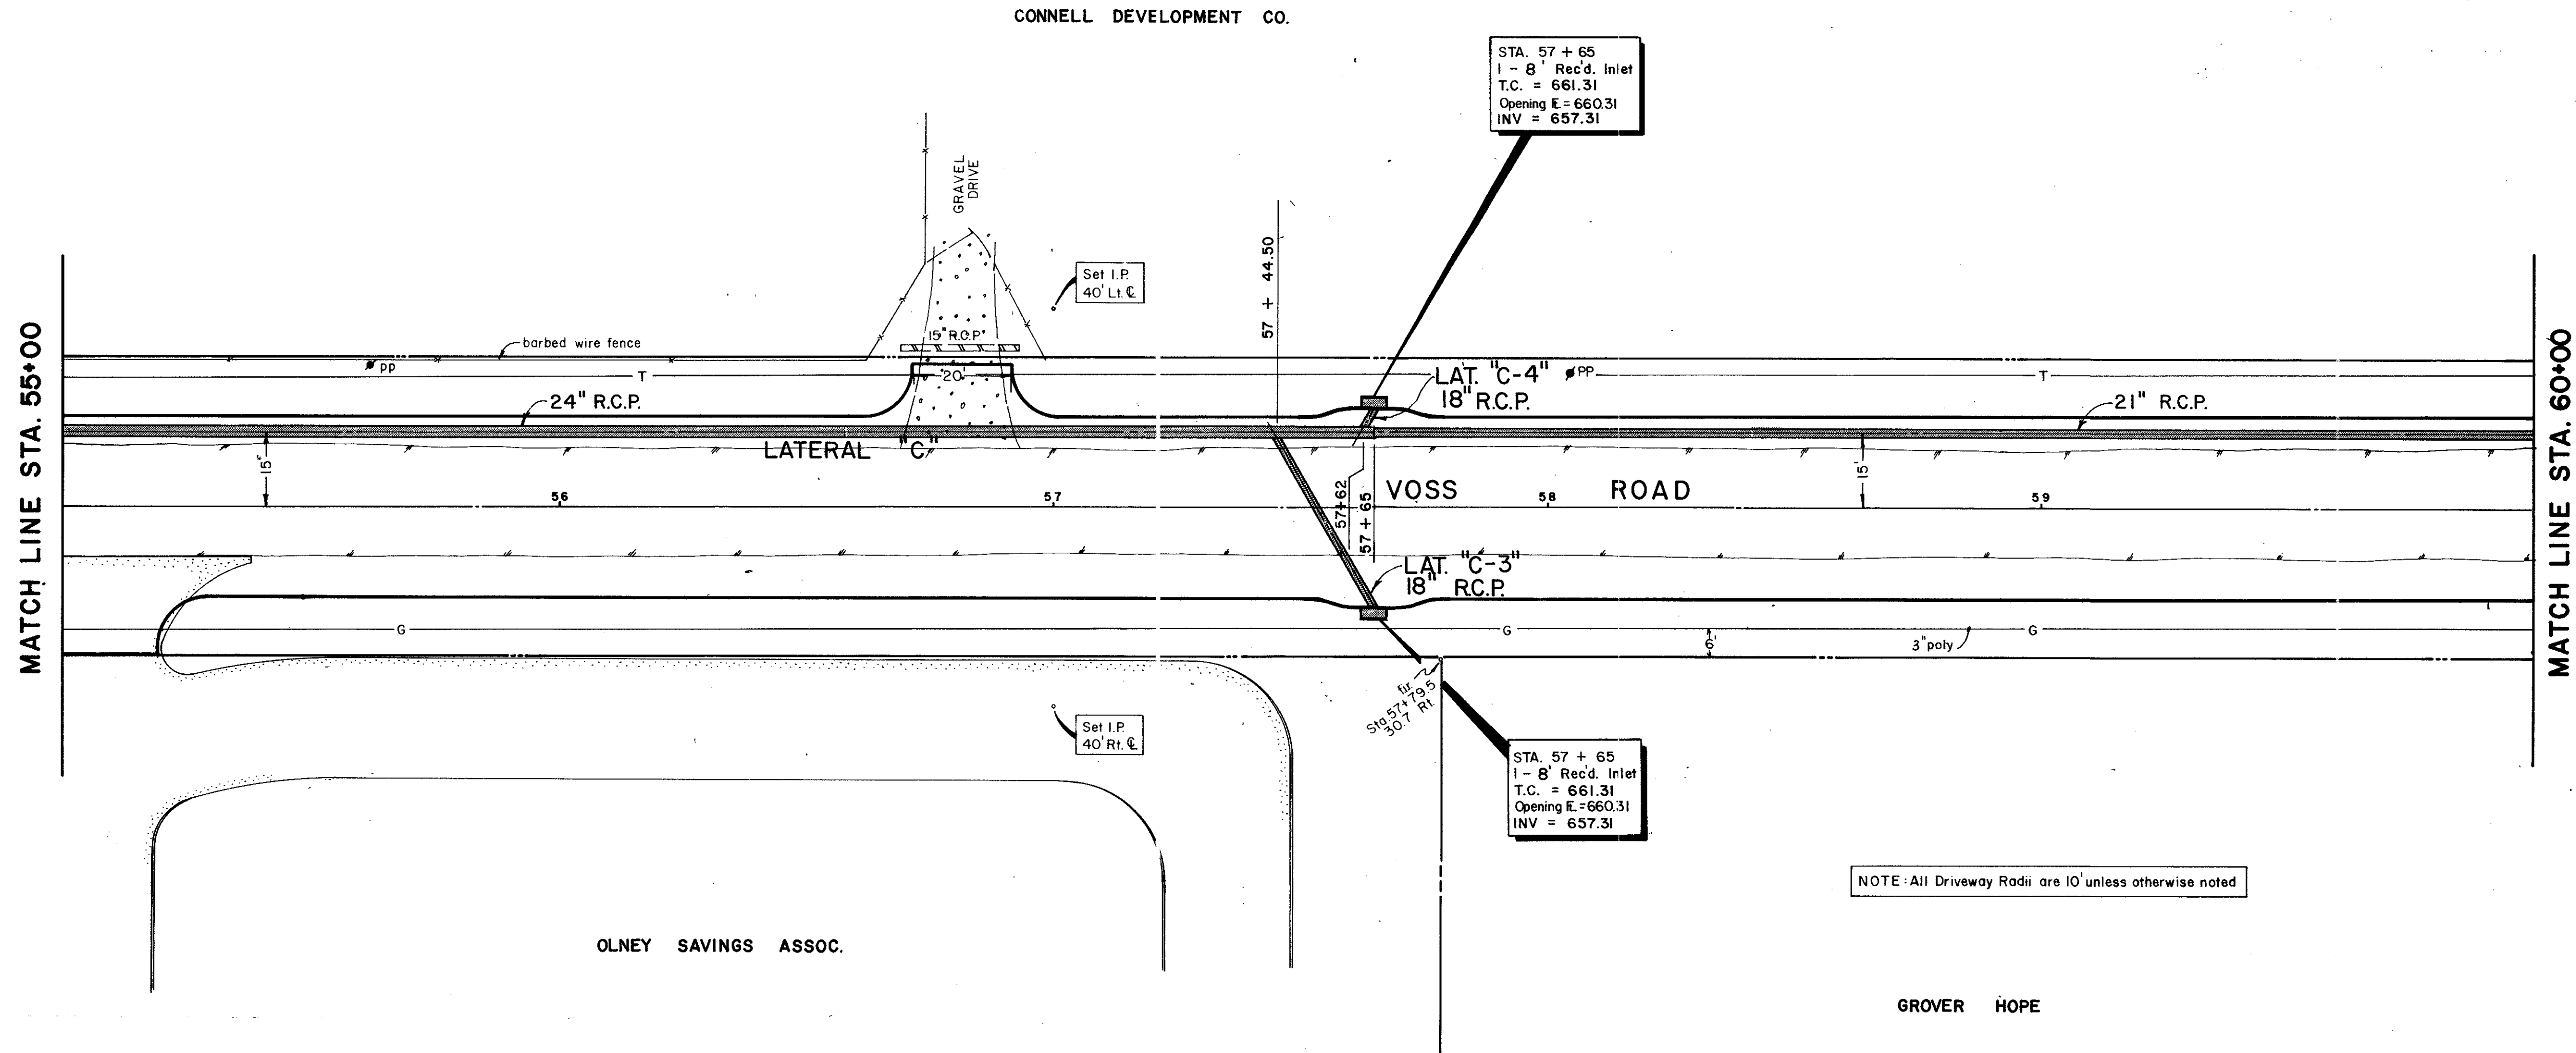 CONNELL DEVELOPMENT CO.
STA. 57 + 65
1 - 8' Rec'd. Inlet
T.C. = 661.31
Opening FL = 660.31
INV = 657.31
GRAVEL
DRIVE
57 + 44.50
Set I.P.
40' Lt. ℄
MATCH LINE STA. 55+00
MATCH LINE STA. 60+00
barbed wire fence
15" R.C.P.
PP
T
20'
LAT. "C-4"
18" R.C.P.
PP
T
24" R.C.P.
21" R.C.P.
LATERAL "C"
15"
15'
57+62
57 + 65
VOSS ROAD
56
57
58
59
LAT. "C-3"
18" R.C.P.
G
G
G
6'
3" poly
f.i.r.
Sta. 57+79.5
30.7 Rt.
Set I.P.
40' Rt. ℄
STA. 57 + 65
1 - 8' Rec'd. Inlet
T.C. = 661.31
Opening FL = 660.31
INV = 657.31
NOTE: All Driveway Radii are 10' unless otherwise noted
OLNEY SAVINGS ASSOC.
GROVER HOPE